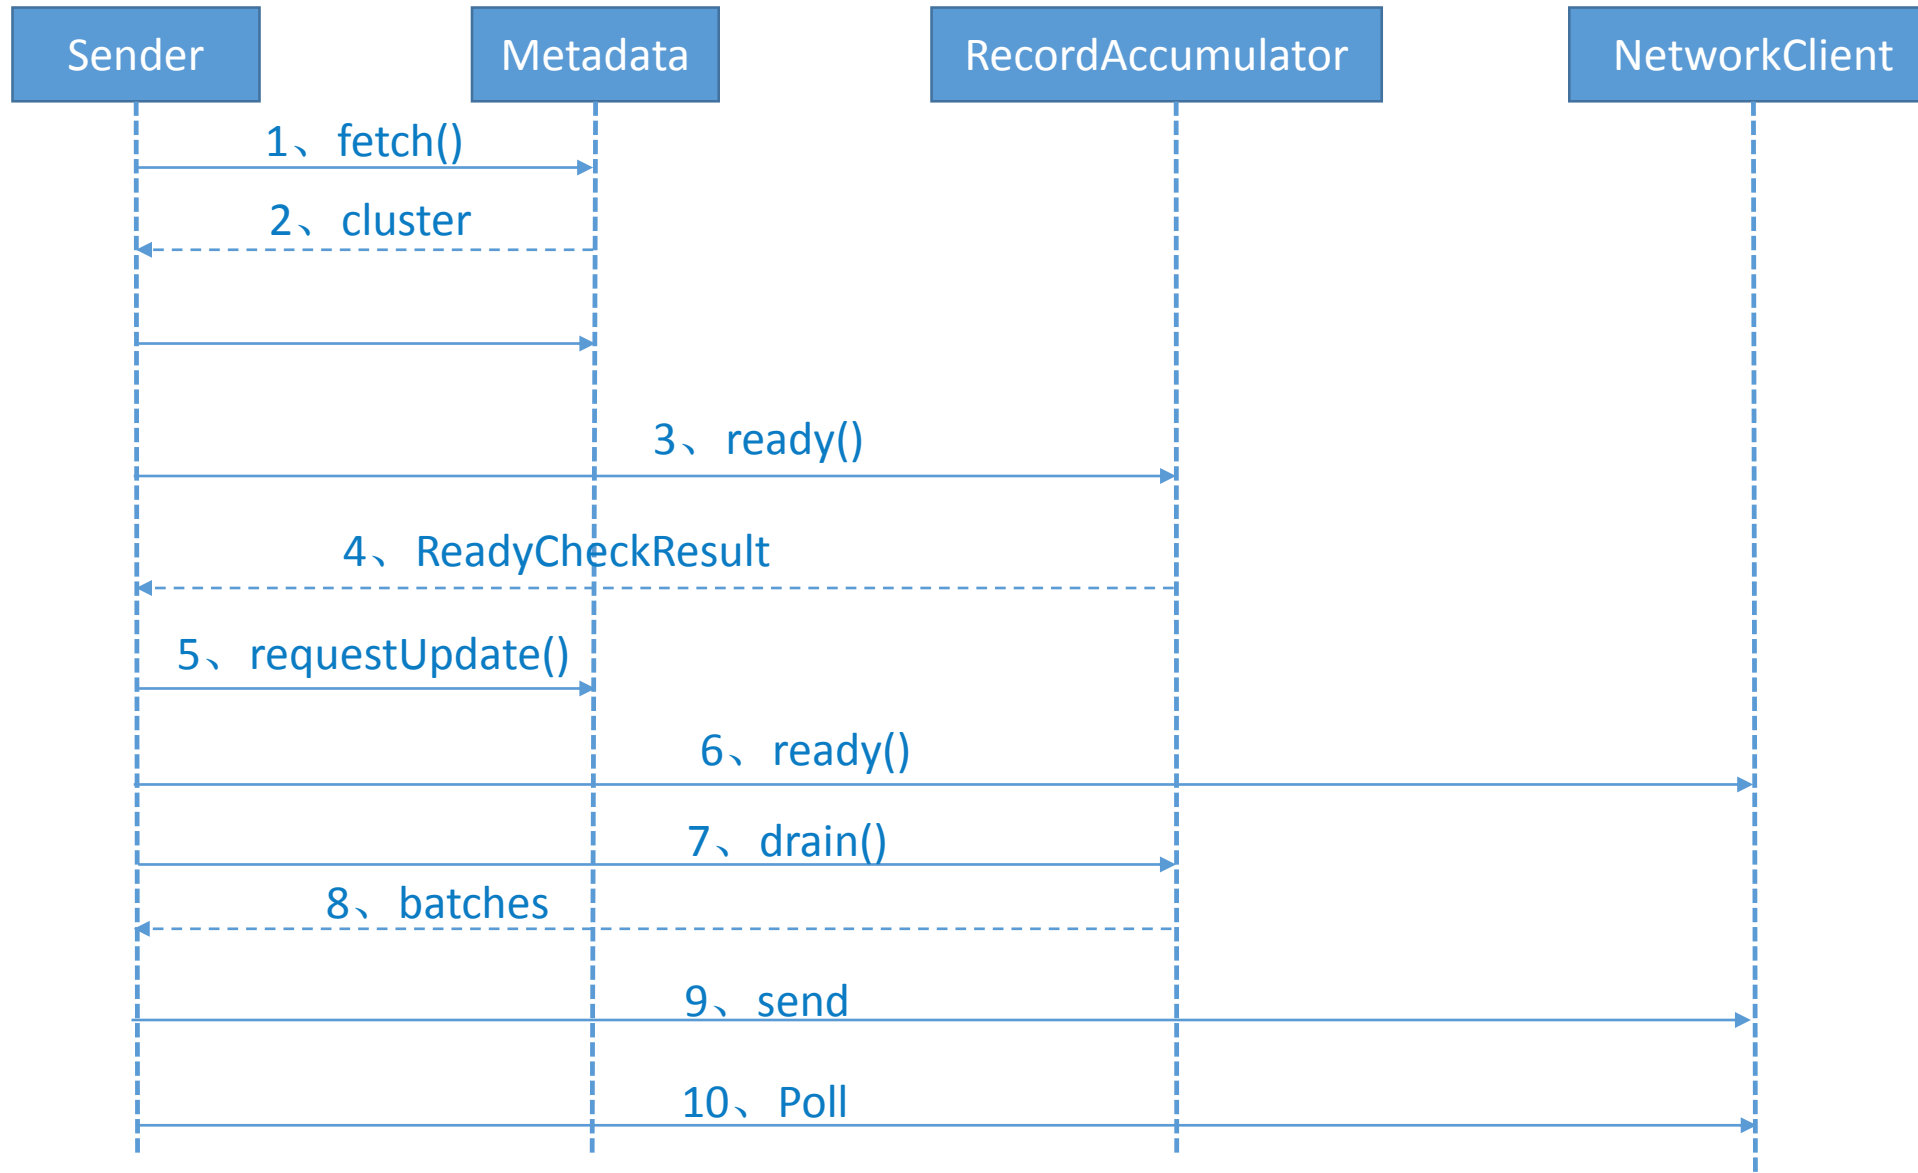 Sender
Metadata
RecordAccumulator
NetworkClient
1、fetch()
2、cluster
3、ready()
4、ReadyCheckResult
5、requestUpdate()
6、ready()
7、drain()
8、batches
9、send
10、Poll